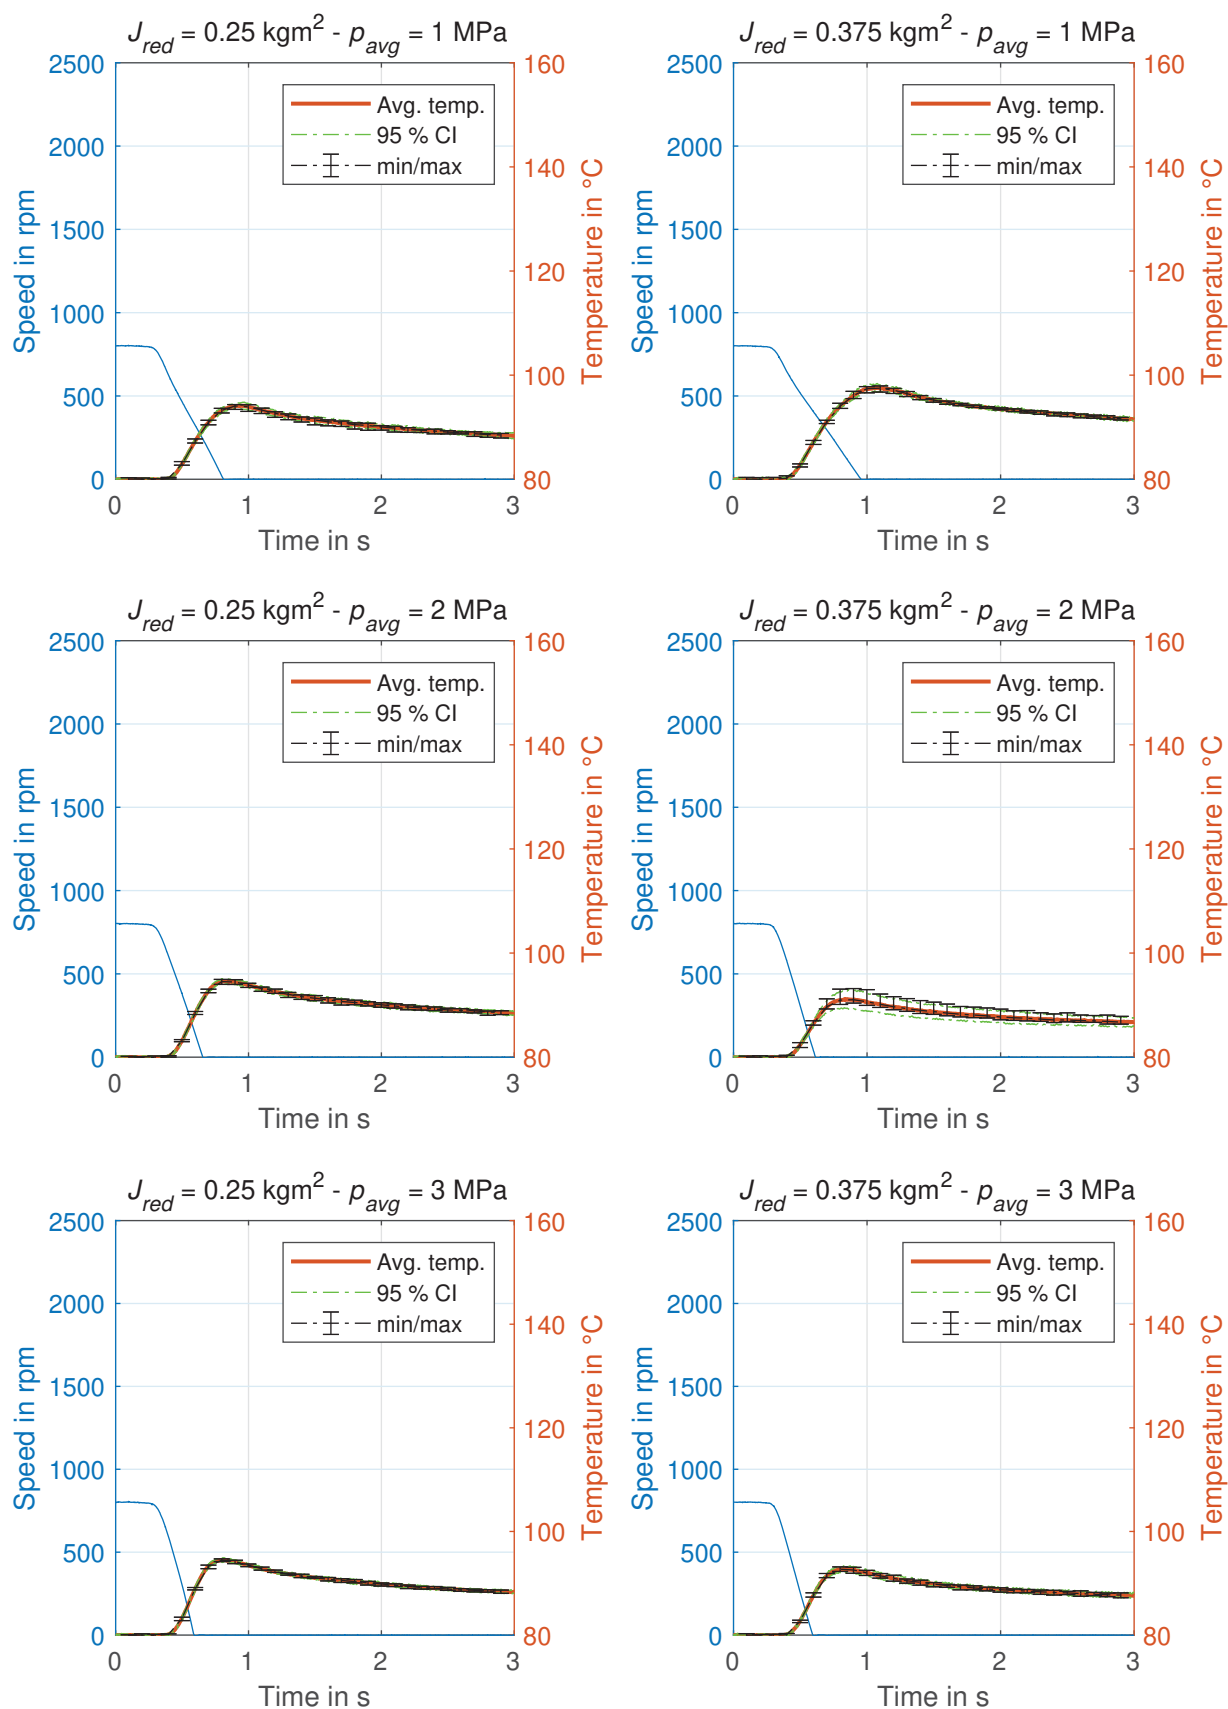 J_red = 0.25 kgm² - p_avg = 1 MPa
2500
2000
1500
1000
500
0
Speed in rpm
160
140
120
100
80
Temperature in °C
Avg. temp.
95 % CI
min/max
0 1 2 3
Time in s
J_red = 0.375 kgm² - p_avg = 1 MPa
2500
2000
1500
1000
500
0
Speed in rpm
160
140
120
100
80
Temperature in °C
Avg. temp.
95 % CI
min/max
0 1 2 3
Time in s
J_red = 0.25 kgm² - p_avg = 2 MPa
2500
2000
1500
1000
500
0
Speed in rpm
160
140
120
100
80
Temperature in °C
Avg. temp.
95 % CI
min/max
0 1 2 3
Time in s
J_red = 0.375 kgm² - p_avg = 2 MPa
2500
2000
1500
1000
500
0
Speed in rpm
160
140
120
100
80
Temperature in °C
Avg. temp.
95 % CI
min/max
0 1 2 3
Time in s
J_red = 0.25 kgm² - p_avg = 3 MPa
2500
2000
1500
1000
500
0
Speed in rpm
160
140
120
100
80
Temperature in °C
Avg. temp.
95 % CI
min/max
0 1 2 3
Time in s
J_red = 0.375 kgm² - p_avg = 3 MPa
2500
2000
1500
1000
500
0
Speed in rpm
160
140
120
100
80
Temperature in °C
Avg. temp.
95 % CI
min/max
0 1 2 3
Time in s